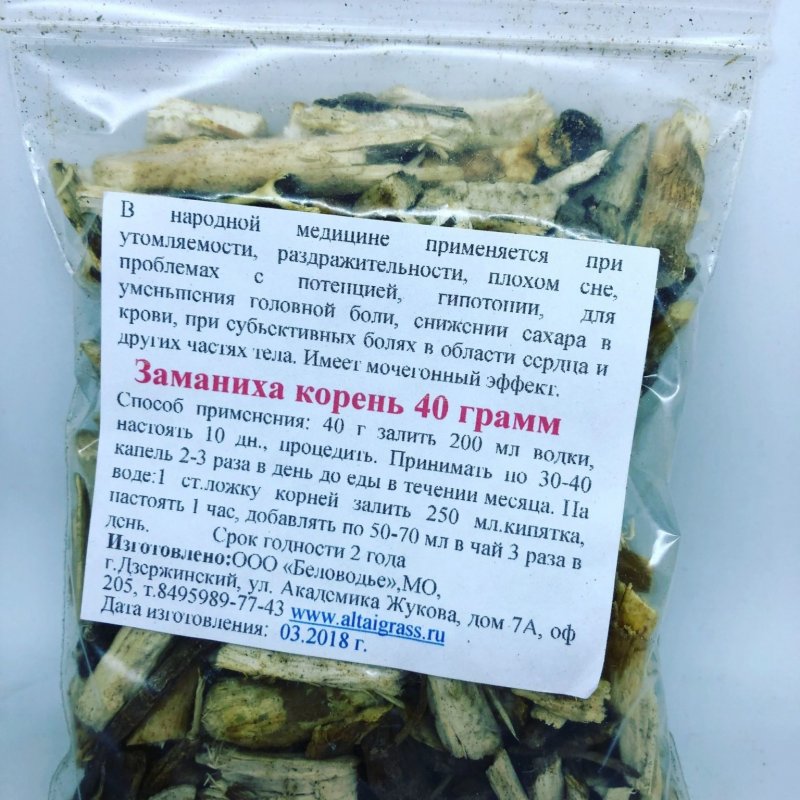 В народной медицине применяется при
утомляемости, раздражительности, плохом сне,
проблемах с потенцией, гипотонии, для
уменьшения головной боли, снижении сахара в
крови, при субъективных болях в области сердца и
других частях тела. Имеет мочегонный эффект.
Заманиха корень 40 грамм
Способ применения: 40 г залить 200 мл водки,
настоять 10 дн., процедить. Принимать по 30-40
капель 2-3 раза в день до еды в течении месяца. На
воде:1 ст.ложку корней залить 250 мл.кипятка,
настоять 1 час, добавлять по 50-70 мл в чай 3 раза в
день. Срок годности 2 года
Изготовлено:ООО «Беловодье»,МО,
г.Дзержинский, ул. Академика Жукова, дом 7А, оф
205, т.8495989-77-43 www.altaigrass.ru
Дата изготовления: 03.2018 г.